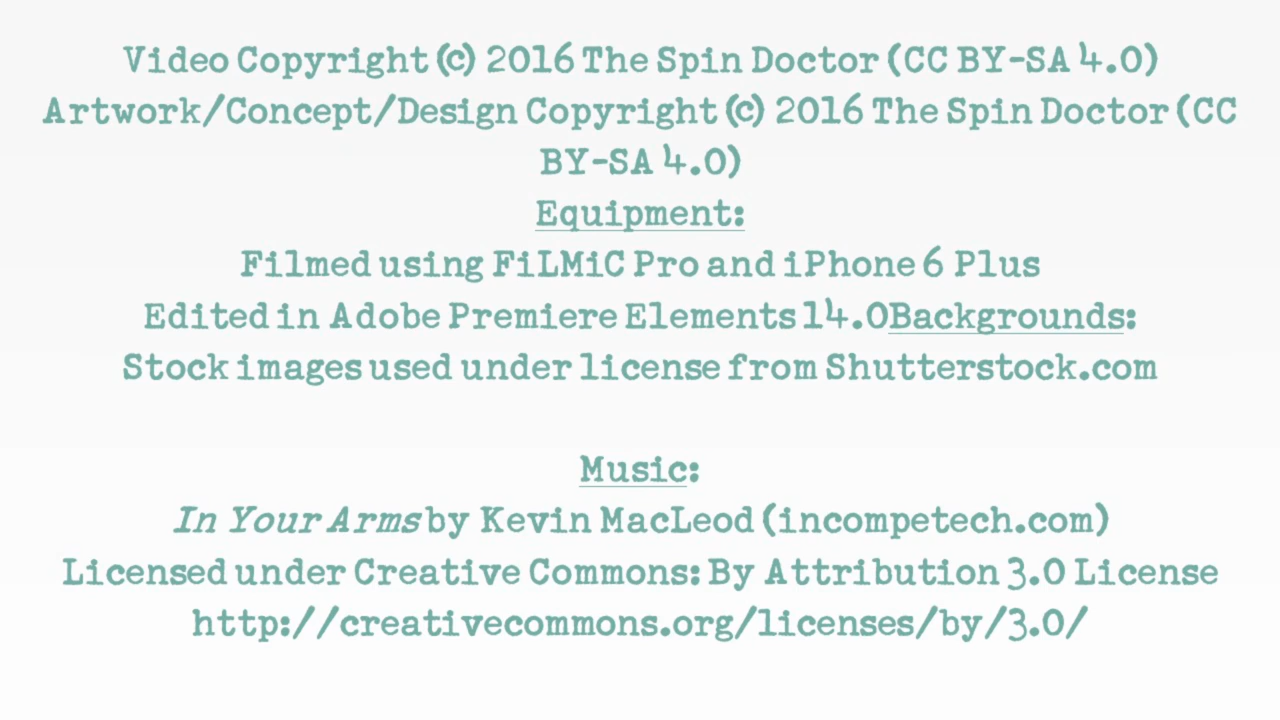 Video Copyright (c) 2016 The Spin Doctor (CC BY-SA 4.0)
Artwork/Concept/Design Copyright (c) 2016 The Spin Doctor (CC
BY-SA 4.0)
Equipment:
Filmed using FiLMiC Pro and iPhone 6 Plus
Edited in Adobe Premiere Elements 14.0Backgrounds:
Stock images used under license from Shutterstock.com
Music:
In Your Arms by Kevin MacLeod (incompetech.com)
Licensed under Creative Commons: By Attribution 3.0 License
http://creativecommons.org/licenses/by/3.0/